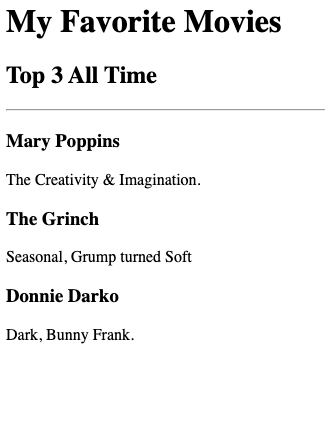 My Favorite Movies
Top 3 All Time
Mary Poppins
The Creativity & Imagination.
The Grinch
Seasonal, Grump turned Soft
Donnie Darko
Dark, Bunny Frank.